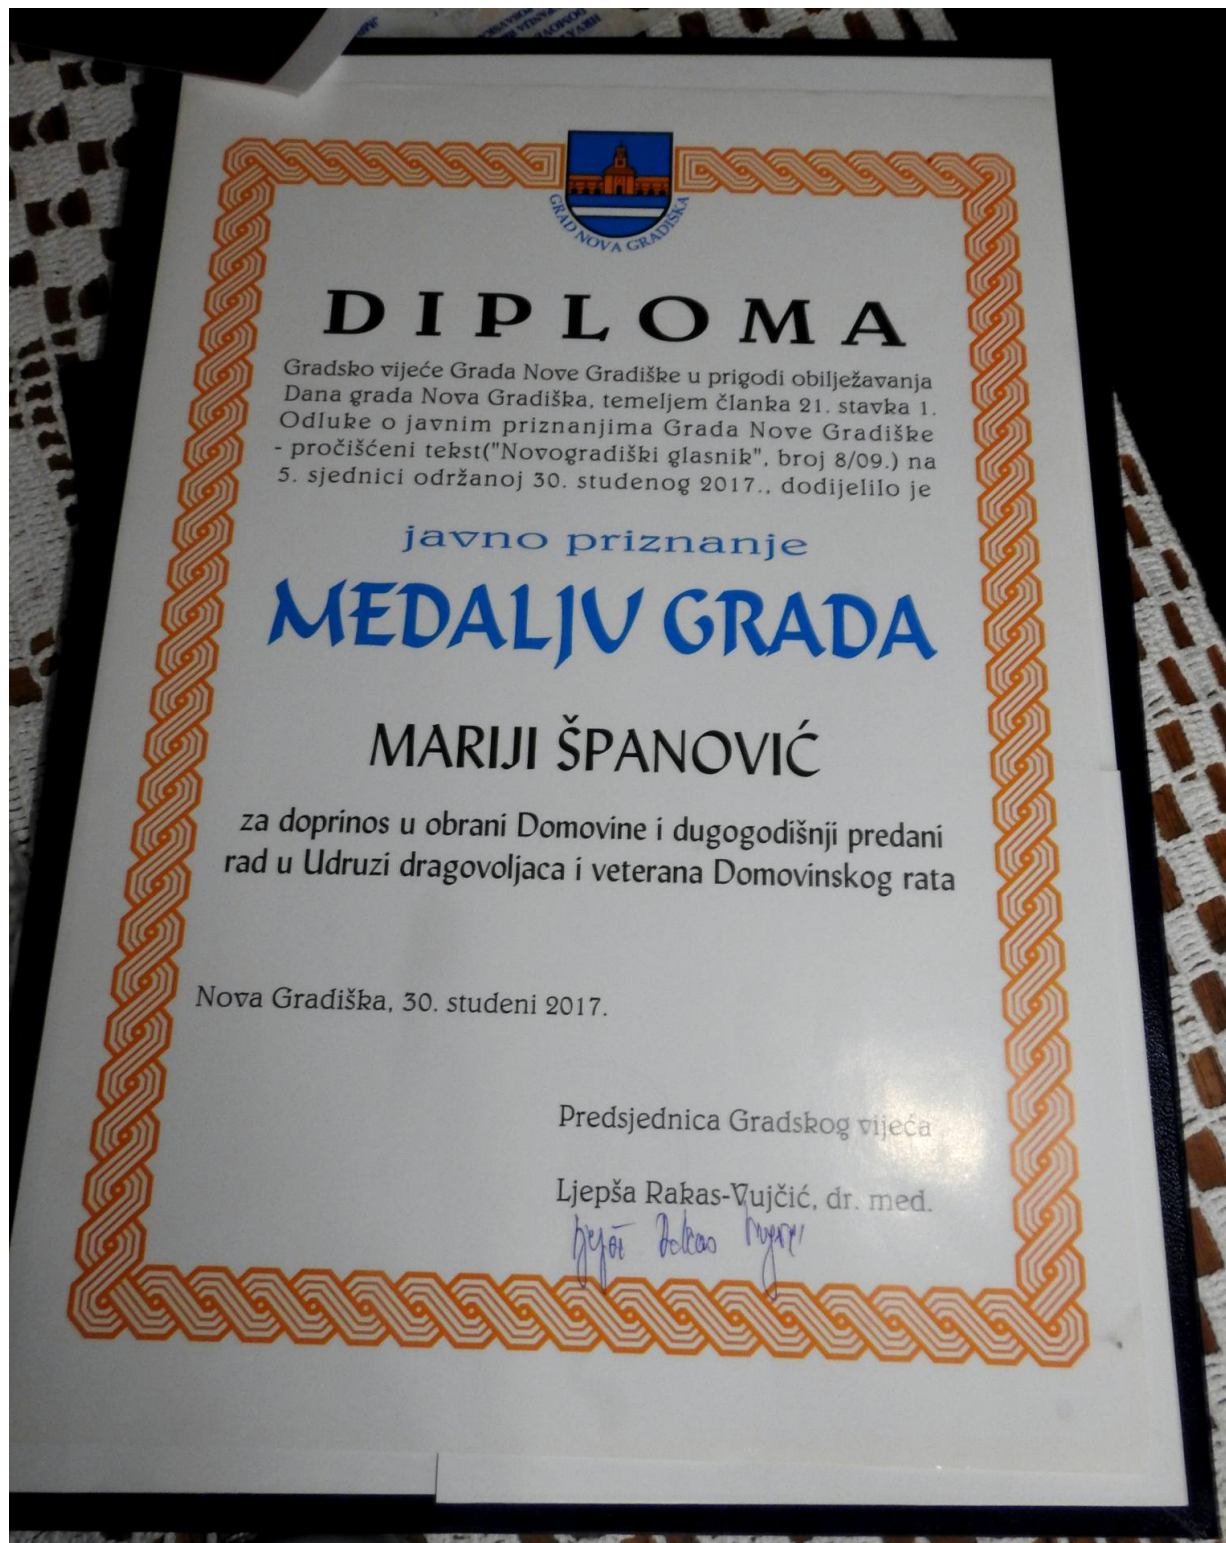 GRAD NOVA GRADIŠKA
DIPLOMA
Gradsko vijeće Grada Nove Gradiške u prigodi obilježavanja
Dana grada Nova Gradiška, temeljem članka 21. stavka 1.
Odluke o javnim priznanjima Grada Nove Gradiške
- pročišćeni tekst("Novogradiški glasnik", broj 8/09.) na
5. sjednici održanoj 30. studenog 2017., dodijelilo je
javno priznanje
MEDALJU GRADA
MARIJI ŠPANOVIĆ
za doprinos u obrani Domovine i dugogodišnji predani
rad u Udruzi dragovoljaca i veterana Domovinskog rata
Nova Gradiška, 30. studeni 2017.
Predsjednica Gradskog vijeća
Ljepša Rakas-Vujčić, dr. med.